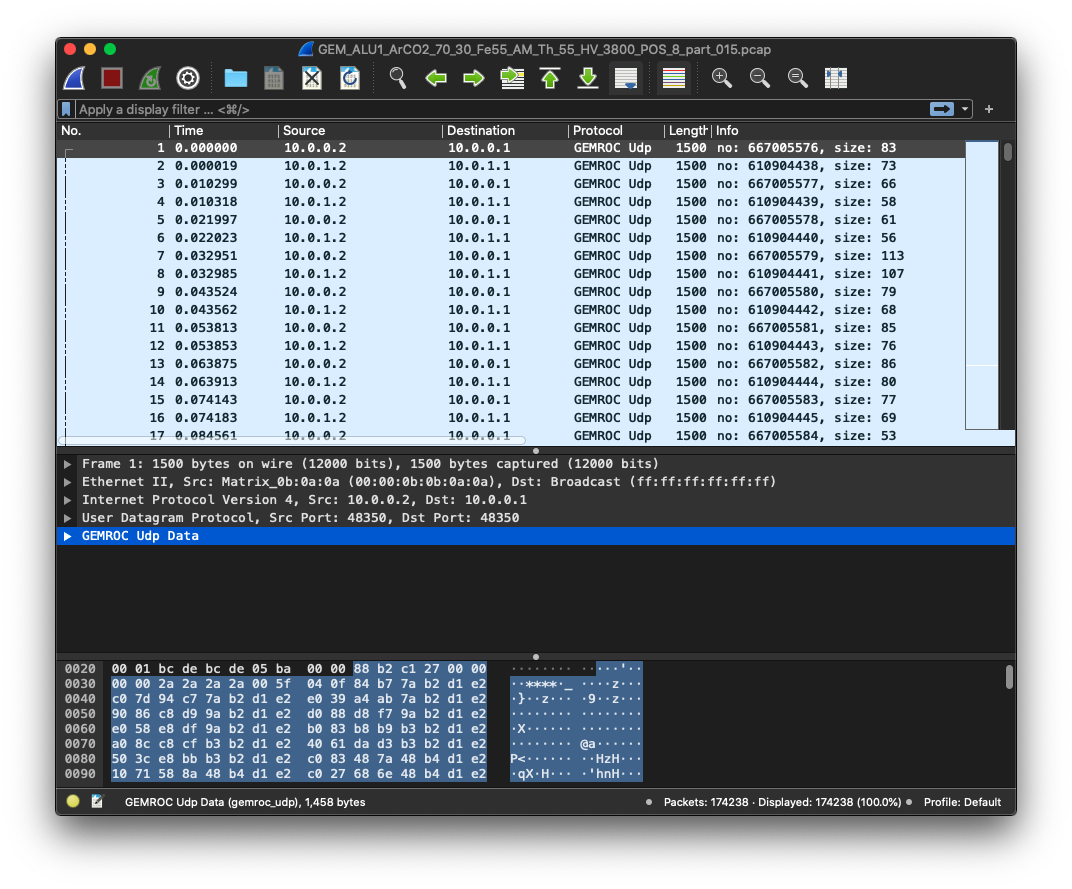 GEM_ALU1_ArCO2_70_30_Fe55_AM_Th_55_HV_3800_POS_8_part_015.pcap
Apply a display filter … <⌘/>
No. Time Source Destination Protocol Length Info
1 0.000000 10.0.0.2 10.0.0.1 GEMROC Udp 1500 no: 667005576, size: 83
2 0.000019 10.0.1.2 10.0.1.1 GEMROC Udp 1500 no: 610904438, size: 73
3 0.010299 10.0.0.2 10.0.0.1 GEMROC Udp 1500 no: 667005577, size: 66
4 0.010318 10.0.1.2 10.0.1.1 GEMROC Udp 1500 no: 610904439, size: 58
5 0.021997 10.0.0.2 10.0.0.1 GEMROC Udp 1500 no: 667005578, size: 61
6 0.022023 10.0.1.2 10.0.1.1 GEMROC Udp 1500 no: 610904440, size: 56
7 0.032951 10.0.0.2 10.0.0.1 GEMROC Udp 1500 no: 667005579, size: 113
8 0.032985 10.0.1.2 10.0.1.1 GEMROC Udp 1500 no: 610904441, size: 107
9 0.043524 10.0.0.2 10.0.0.1 GEMROC Udp 1500 no: 667005580, size: 79
10 0.043562 10.0.1.2 10.0.1.1 GEMROC Udp 1500 no: 610904442, size: 68
11 0.053813 10.0.0.2 10.0.0.1 GEMROC Udp 1500 no: 667005581, size: 85
12 0.053853 10.0.1.2 10.0.1.1 GEMROC Udp 1500 no: 610904443, size: 76
13 0.063875 10.0.0.2 10.0.0.1 GEMROC Udp 1500 no: 667005582, size: 86
14 0.063913 10.0.1.2 10.0.1.1 GEMROC Udp 1500 no: 610904444, size: 80
15 0.074143 10.0.0.2 10.0.0.1 GEMROC Udp 1500 no: 667005583, size: 77
16 0.074183 10.0.1.2 10.0.1.1 GEMROC Udp 1500 no: 610904445, size: 69
17 0.084561 10.0.0.2 10.0.0.1 GEMROC Udp 1500 no: 667005584, size: 53
Frame 1: 1500 bytes on wire (12000 bits), 1500 bytes captured (12000 bits)
Ethernet II, Src: Matrix_0b:0a:0a (00:00:0b:0b:0a:0a), Dst: Broadcast (ff:ff:ff:ff:ff:ff)
Internet Protocol Version 4, Src: 10.0.0.2, Dst: 10.0.0.1
User Datagram Protocol, Src Port: 48350, Dst Port: 48350
GEMROC Udp Data
0020 00 01 bc de bc de 05 ba 00 00 88 b2 c1 27 00 00 ········ ·····'··
0030 00 00 2a 2a 2a 2a 00 5f 04 0f 84 b7 7a b2 d1 e2 ··****·_ ····z···
0040 c0 7d 94 c7 7a b2 d1 e2 e0 39 a4 ab 7a b2 d1 e2 ·}··z··· ·9··z···
0050 90 86 c8 d9 9a b2 d1 e2 d0 88 d8 f7 9a b2 d1 e2 ········ ········
0060 e0 58 e8 df 9a b2 d1 e2 b0 83 b8 b9 b3 b2 d1 e2 ·X······ ········
0070 a0 8c c8 cf b3 b2 d1 e2 40 61 da d3 b3 b2 d1 e2 ········ @a······
0080 50 3c e8 bb b3 b2 d1 e2 c0 83 48 7a 48 b4 d1 e2 P<······ ··HzH···
0090 10 71 58 8a 48 b4 d1 e2 c0 27 68 6e 48 b4 d1 e2 ·qX·H··· ·'hnH···
GEMROC Udp Data (gemroc_udp), 1,458 bytes
Packets: 174238 · Displayed: 174238 (100.0%)
Profile: Default